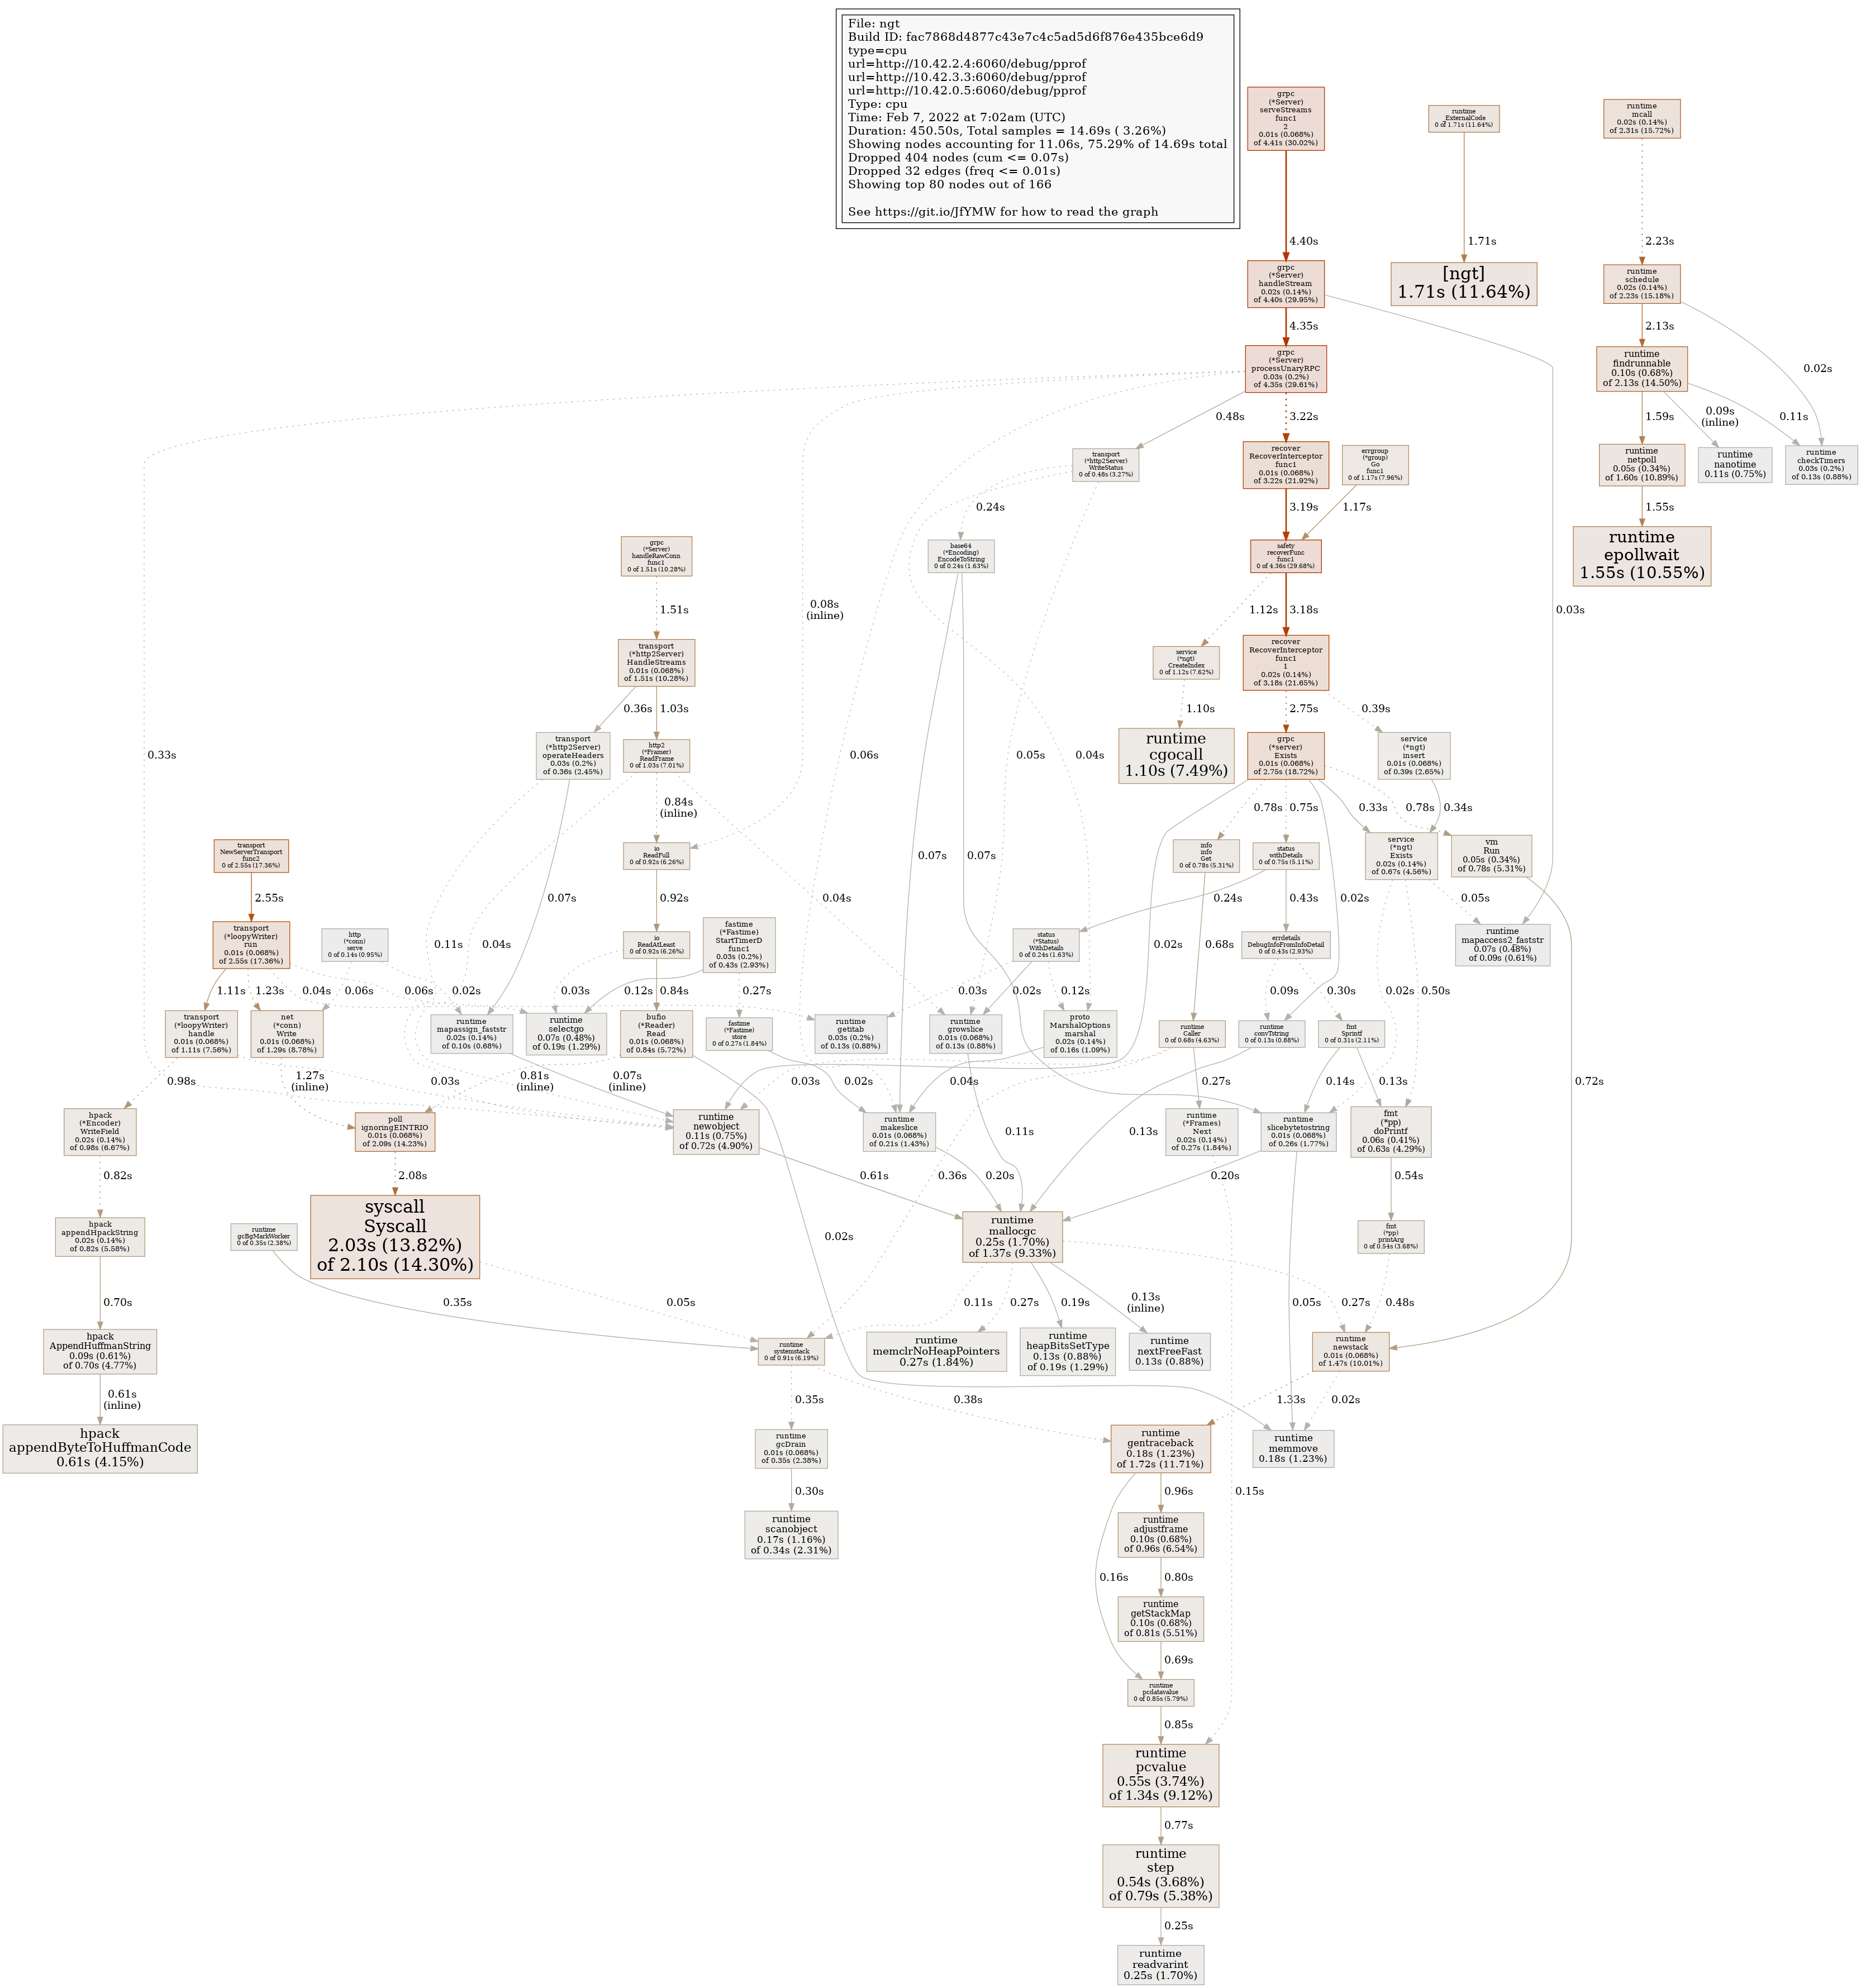 File: ngt
Build ID: fac7868d4877c43e7c4c5ad5d6f876e435bce6d9
type=cpu
url=http://10.42.2.4:6060/debug/pprof
url=http://10.42.3.3:6060/debug/pprof
url=http://10.42.0.5:6060/debug/pprof
Type: cpu
Time: Feb 7, 2022 at 7:02am (UTC)
Duration: 450.50s, Total samples = 14.69s ( 3.26%)
Showing nodes accounting for 11.06s, 75.29% of 14.69s total
Dropped 404 nodes (cum <= 0.07s)
Dropped 32 edges (freq <= 0.01s)
Showing top 80 nodes out of 166
See https://git.io/JfYMW for how to read the graph
grpc
(*Server)
serveStreams
func1
2
0.01s (0.068%)
of 4.41s (30.02%)
runtime
_ExternalCode
0 of 1.71s (11.64%)
runtime
mcall
0.02s (0.14%)
of 2.31s (15.72%)
4.40s
1.71s
2.23s
grpc
(*Server)
handleStream
0.02s (0.14%)
of 4.40s (29.95%)
[ngt]
1.71s (11.64%)
runtime
schedule
0.02s (0.14%)
of 2.23s (15.18%)
4.35s
2.13s
0.02s
grpc
(*Server)
processUnaryRPC
0.03s (0.2%)
of 4.35s (29.61%)
runtime
findrunnable
0.10s (0.68%)
of 2.13s (14.50%)
0.48s
3.22s
1.59s
0.09s
(inline)
0.11s
transport
(*http2Server)
WriteStatus
0 of 0.48s (3.27%)
recover
RecoverInterceptor
func1
0.01s (0.068%)
of 3.22s (21.92%)
errgroup
(*group)
Go
func1
0 of 1.17s (7.96%)
runtime
netpoll
0.05s (0.34%)
of 1.60s (10.89%)
runtime
nanotime
0.11s (0.75%)
runtime
checkTimers
0.03s (0.2%)
of 0.13s (0.88%)
0.24s
3.19s
1.17s
1.55s
grpc
(*Server)
handleRawConn
func1
0 of 1.51s (10.28%)
base64
(*Encoding)
EncodeToString
0 of 0.24s (1.63%)
safety
recoverFunc
func1
0 of 4.36s (29.68%)
runtime
epollwait
1.55s (10.55%)
1.51s
0.08s
(inline)
1.12s
3.18s
0.03s
transport
(*http2Server)
HandleStreams
0.01s (0.068%)
of 1.51s (10.28%)
service
(*ngt)
CreateIndex
0 of 1.12s (7.62%)
recover
RecoverInterceptor
func1
1
0.02s (0.14%)
of 3.18s (21.65%)
0.36s
1.03s
1.10s
2.75s
0.39s
0.33s
0.06s
0.05s
0.04s
transport
(*http2Server)
operateHeaders
0.03s (0.2%)
of 0.36s (2.45%)
http2
(*Framer)
ReadFrame
0 of 1.03s (7.01%)
runtime
cgocall
1.10s (7.49%)
grpc
(*server)
Exists
0.01s (0.068%)
of 2.75s (18.72%)
service
(*ngt)
insert
0.01s (0.068%)
of 0.39s (2.65%)
0.84s
(inline)
0.78s
0.75s
0.33s
0.78s
0.34s
transport
NewServerTransport
func2
0 of 2.55s (17.36%)
io
ReadFull
0 of 0.92s (6.26%)
info
info
Get
0 of 0.78s (5.31%)
status
withDetails
0 of 0.75s (5.11%)
service
(*ngt)
Exists
0.02s (0.14%)
of 0.67s (4.56%)
vm
Run
0.05s (0.34%)
of 0.78s (5.31%)
2.55s
0.07s
0.92s
0.04s
0.07s
0.07s
0.24s
0.43s
0.02s
0.05s
transport
(*loopyWriter)
run
0.01s (0.068%)
of 2.55s (17.36%)
http
(*conn)
serve
0 of 0.14s (0.95%)
0.11s
0.04s
io
ReadAtLeast
0 of 0.92s (6.26%)
fastime
(*Fastime)
StartTimerD
func1
0.03s (0.2%)
of 0.43s (2.93%)
status
(*Status)
WithDetails
0 of 0.24s (1.63%)
0.02s
0.68s
errdetails
DebugInfoFromInfoDetail
0 of 0.43s (2.93%)
runtime
mapaccess2_faststr
0.07s (0.48%)
of 0.09s (0.61%)
1.11s
1.23s
0.04s
0.06s
0.06s
0.02s
0.03s
0.84s
0.12s
0.27s
0.03s
0.02s
0.12s
0.09s
0.30s
0.02s
0.50s
transport
(*loopyWriter)
handle
0.01s (0.068%)
of 1.11s (7.56%)
net
(*conn)
Write
0.01s (0.068%)
of 1.29s (8.78%)
runtime
mapassign_faststr
0.02s (0.14%)
of 0.10s (0.68%)
runtime
selectgo
0.07s (0.48%)
of 0.19s (1.29%)
bufio
(*Reader)
Read
0.01s (0.068%)
of 0.84s (5.72%)
fastime
(*Fastime)
store
0 of 0.27s (1.84%)
runtime
getitab
0.03s (0.2%)
of 0.13s (0.88%)
runtime
growslice
0.01s (0.068%)
of 0.13s (0.88%)
proto
MarshalOptions
marshal
0.02s (0.14%)
of 0.16s (1.09%)
runtime
Caller
0 of 0.68s (4.63%)
runtime
convTstring
0 of 0.13s (0.88%)
fmt
Sprintf
0 of 0.31s (2.11%)
0.98s
1.27s
(inline)
0.03s
0.81s
(inline)
0.07s
(inline)
0.03s
0.02s
0.04s
0.27s
0.14s
0.13s
0.72s
hpack
(*Encoder)
WriteField
0.02s (0.14%)
of 0.98s (6.67%)
poll
ignoringEINTRIO
0.01s (0.068%)
of 2.09s (14.23%)
runtime
newobject
0.11s (0.75%)
of 0.72s (4.90%)
runtime
makeslice
0.01s (0.068%)
of 0.21s (1.43%)
0.11s
0.13s
runtime
(*Frames)
Next
0.02s (0.14%)
of 0.27s (1.84%)
runtime
slicebytetostring
0.01s (0.068%)
of 0.26s (1.77%)
fmt
(*pp)
doPrintf
0.06s (0.41%)
of 0.63s (4.29%)
0.82s
2.08s
0.61s
0.36s
0.20s
0.20s
0.54s
hpack
appendHpackString
0.02s (0.14%)
of 0.82s (5.58%)
runtime
gcBgMarkWorker
0 of 0.35s (2.38%)
syscall
Syscall
2.03s (13.82%)
of 2.10s (14.30%)
0.02s
runtime
mallocgc
0.25s (1.70%)
of 1.37s (9.33%)
fmt
(*pp)
printArg
0 of 0.54s (3.68%)
0.70s
0.35s
0.05s
0.11s
0.27s
0.19s
0.13s
(inline)
0.05s
0.27s
0.48s
hpack
AppendHuffmanString
0.09s (0.61%)
of 0.70s (4.77%)
runtime
systemstack
0 of 0.91s (6.19%)
runtime
memclrNoHeapPointers
0.27s (1.84%)
runtime
heapBitsSetType
0.13s (0.88%)
of 0.19s (1.29%)
runtime
nextFreeFast
0.13s (0.88%)
runtime
newstack
0.01s (0.068%)
of 1.47s (10.01%)
0.61s
(inline)
0.35s
0.38s
1.33s
0.02s
hpack
appendByteToHuffmanCode
0.61s (4.15%)
runtime
gcDrain
0.01s (0.068%)
of 0.35s (2.38%)
runtime
gentraceback
0.18s (1.23%)
of 1.72s (11.71%)
runtime
memmove
0.18s (1.23%)
0.30s
0.96s
0.15s
runtime
scanobject
0.17s (1.16%)
of 0.34s (2.31%)
runtime
adjustframe
0.10s (0.68%)
of 0.96s (6.54%)
0.16s
0.80s
runtime
getStackMap
0.10s (0.68%)
of 0.81s (5.51%)
0.69s
runtime
pcdatavalue
0 of 0.85s (5.79%)
0.85s
runtime
pcvalue
0.55s (3.74%)
of 1.34s (9.12%)
0.77s
runtime
step
0.54s (3.68%)
of 0.79s (5.38%)
0.25s
runtime
readvarint
0.25s (1.70%)